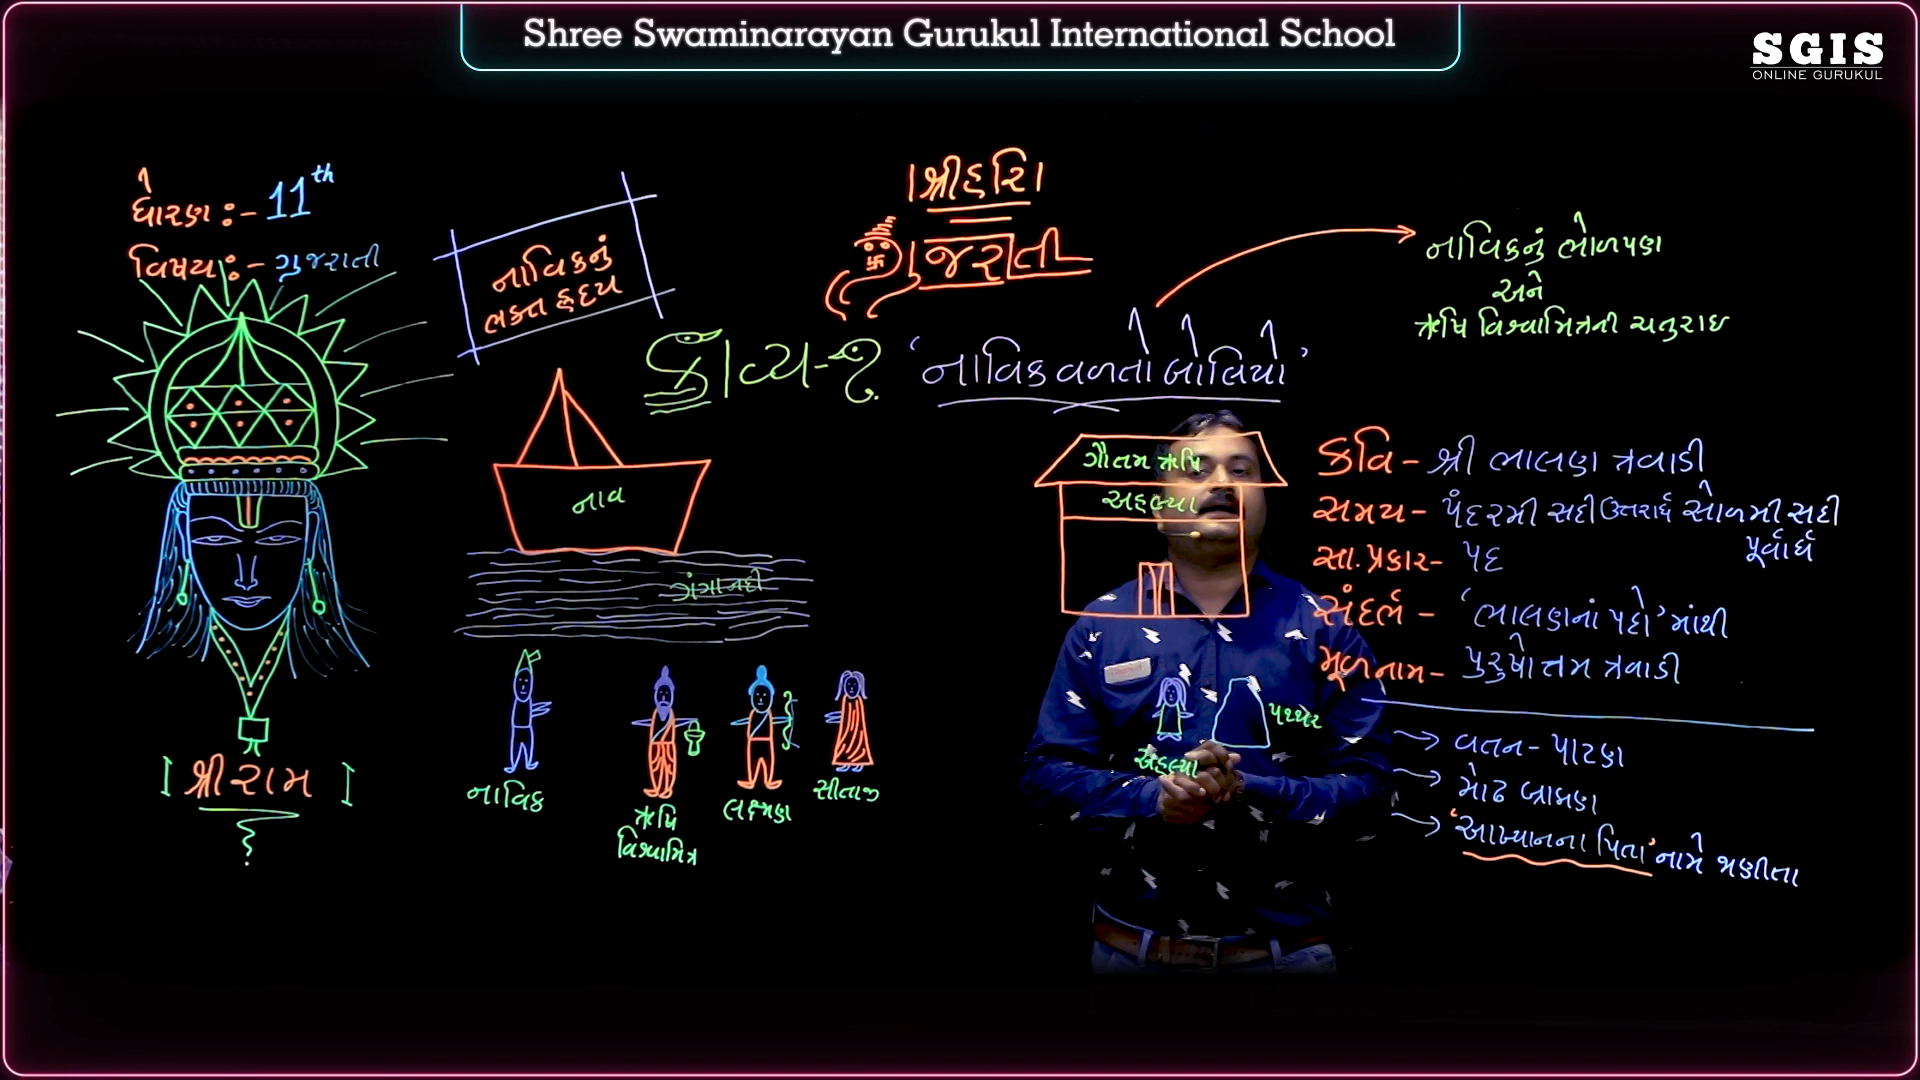 Shree Swaminarayan Gurukul International School
SGIS
ONLINE GURUKUL
।શ્રીહરિ।
ધોરણ :- 11th
વિષય :- ગુજરાતી
ગુજરાતી
નાવિકનું
ભક્ત હૃદય
નાવિકનું ભોળપણ
અને
ઋષિ વિશ્વામિત્રની ચતુરાઇ
કાવ્ય-૨ 'નાવિક વળતો બોલિયો'
નાવ
ગંગા નદી
ગૌતમ ઋષિ
અહલ્યા
કવિ - શ્રી ભાલણ ત્રવાડી
સમય - પંદરમી સદી ઉત્તરાર્ધ સોળમી સદી
પૂર્વાર્ધ
સા. પ્રકાર - પદ
સંદર્ભ - 'ભાલણનાં પદો' માંથી
મૂળ નામ - પુરુષોત્તમ ત્રવાડી
પથ્થર
અહલ્યા
→ વતન - પાટણ
→ મોઢ બ્રાહ્મણ
→ 'આખ્યાનના પિતા' નામે જાણીતા
શ્રી રામ
નાવિક
ઋષિ
વિશ્વામિત્ર
લક્ષ્મણ
સીતાજી